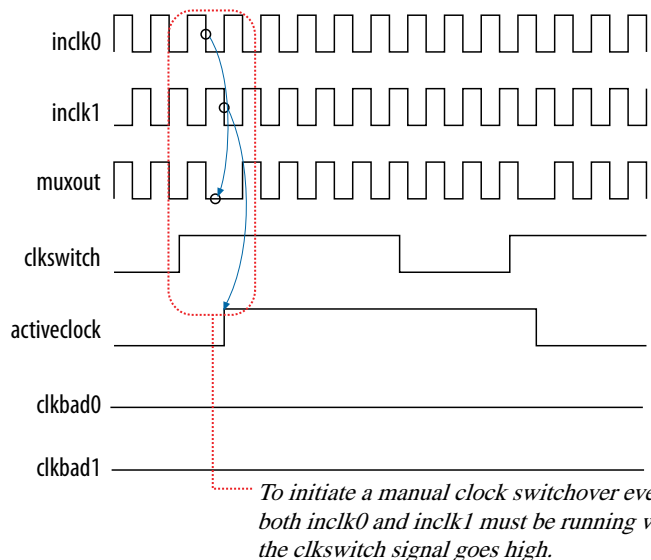 inclk0
inclk1
muxout
clkswitch
activeclock
clkbad0
clkbad1
To initiate a manual clock switchover
both inclk0 and inclk1 must be running
the clkswitch signal goes high.